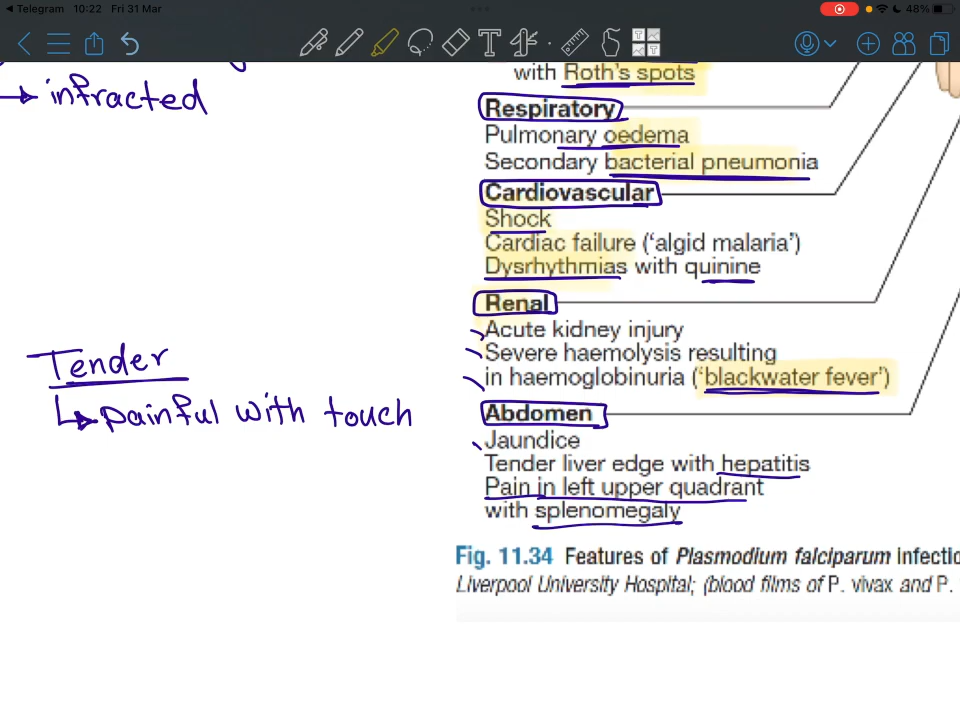 Telegram 10:22 Fri 31 Mar
48%
infracted
with Roth's spots
Respiratory
Pulmonary oedema
Secondary bacterial pneumonia
Cardiovascular
Shock
Cardiac failure ('algid malaria')
Dysrhythmias with quinine
Renal
Acute kidney injury
Severe haemolysis resulting
in haemoglobinuria ('blackwater fever')
Tender
painful with touch
Abdomen
Jaundice
Tender liver edge with hepatitis
Pain in left upper quadrant
with splenomegaly
Fig. 11.34 Features of Plasmodium falciparum
Liverpool University Hospital; (blood films of P. vivax and P.